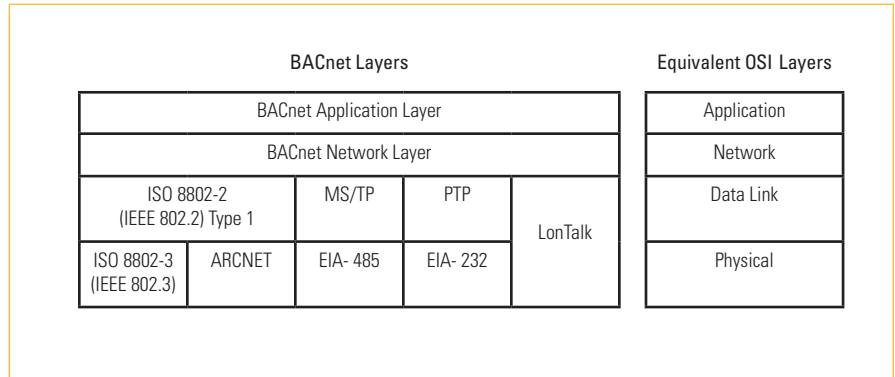 BACnet Layers
Equivalent OSI Layers
BACnet Application Layer
Application
BACnet Network Layer
Network
ISO 8802-2
(IEEE 802.2) Type 1
MS/TP
PTP
LonTalk
Data Link
ISO 8802-3
(IEEE 802.3)
ARCNET
EIA- 485
EIA- 232
Physical